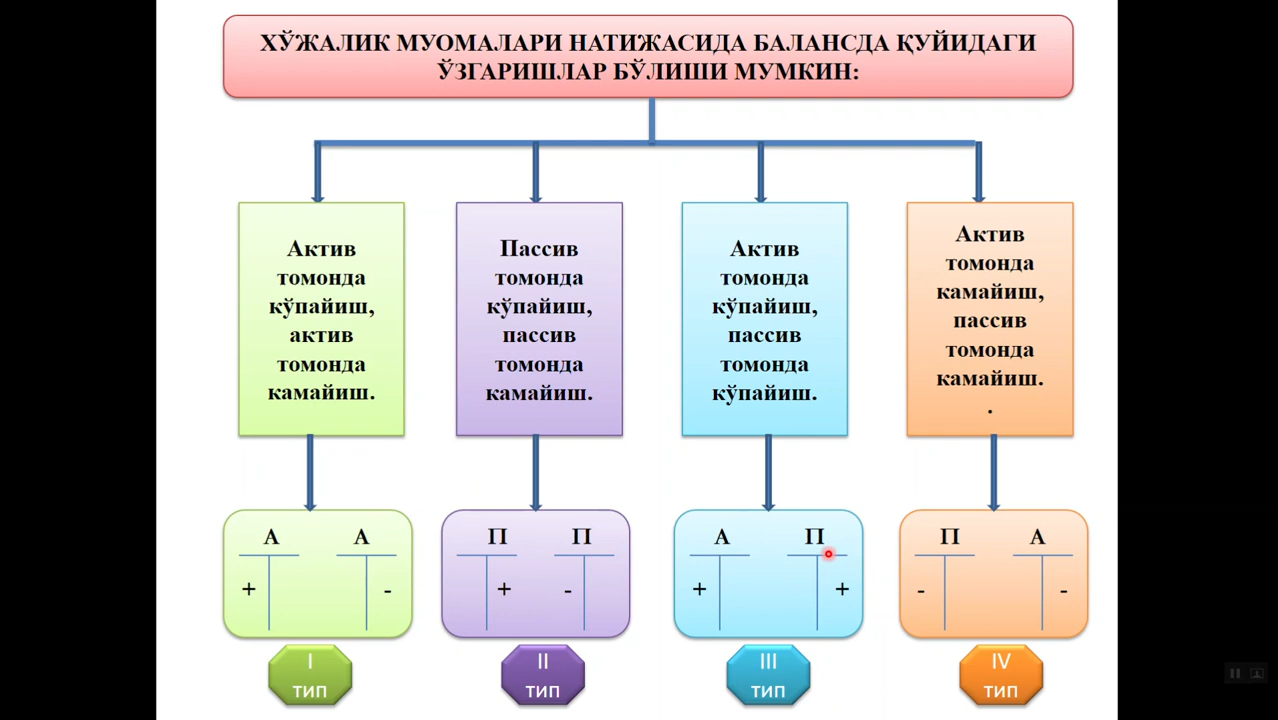 ХЎЖАЛИК МУОМАЛАРИ НАТИЖАСИДА БАЛАНСДА ҚУЙИДАГИ
ЎЗГАРИШЛАР БЎЛИШИ МУМКИН:
Актив
томонда
кўпайиш,
актив
томонда
камайиш.
Пассив
томонда
кўпайиш,
пассив
томонда
камайиш.
Актив
томонда
кўпайиш,
пассив
томонда
кўпайиш.
Актив
томонда
камайиш,
пассив
томонда
камайиш.
.
А А
+ -
П П
+ -
А П
+ +
П А
- -
I
ТИП
II
ТИП
III
ТИП
IV
ТИП